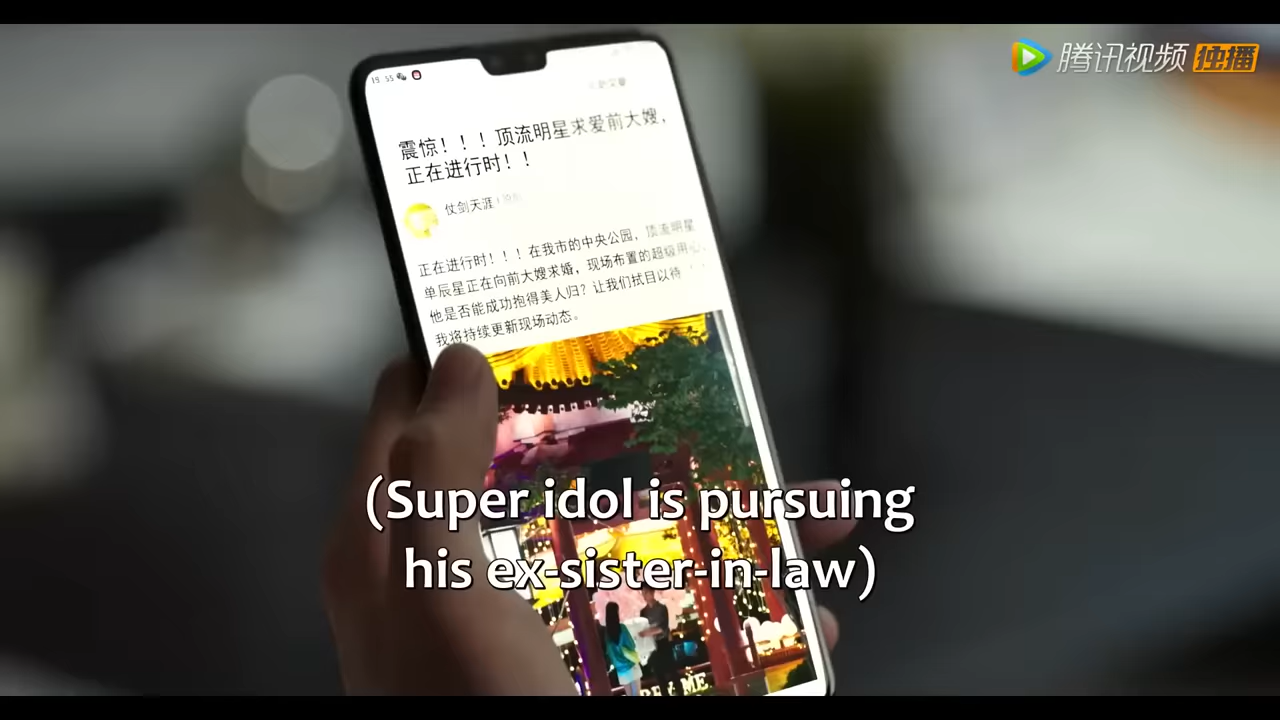 腾讯视频 独播
19:55
震惊！！！顶流明星求爱前大嫂，
正在进行时！！
仗剑天涯
正在进行时！！！在我市的中央公园，顶流明星
单辰星正在向前大嫂求婚，现场布置的超级用心，
他是否能成功抱得美人归？让我们拭目以待！！
我将持续更新现场动态。
(Super idol is pursuing
his ex-sister-in-law)
ME